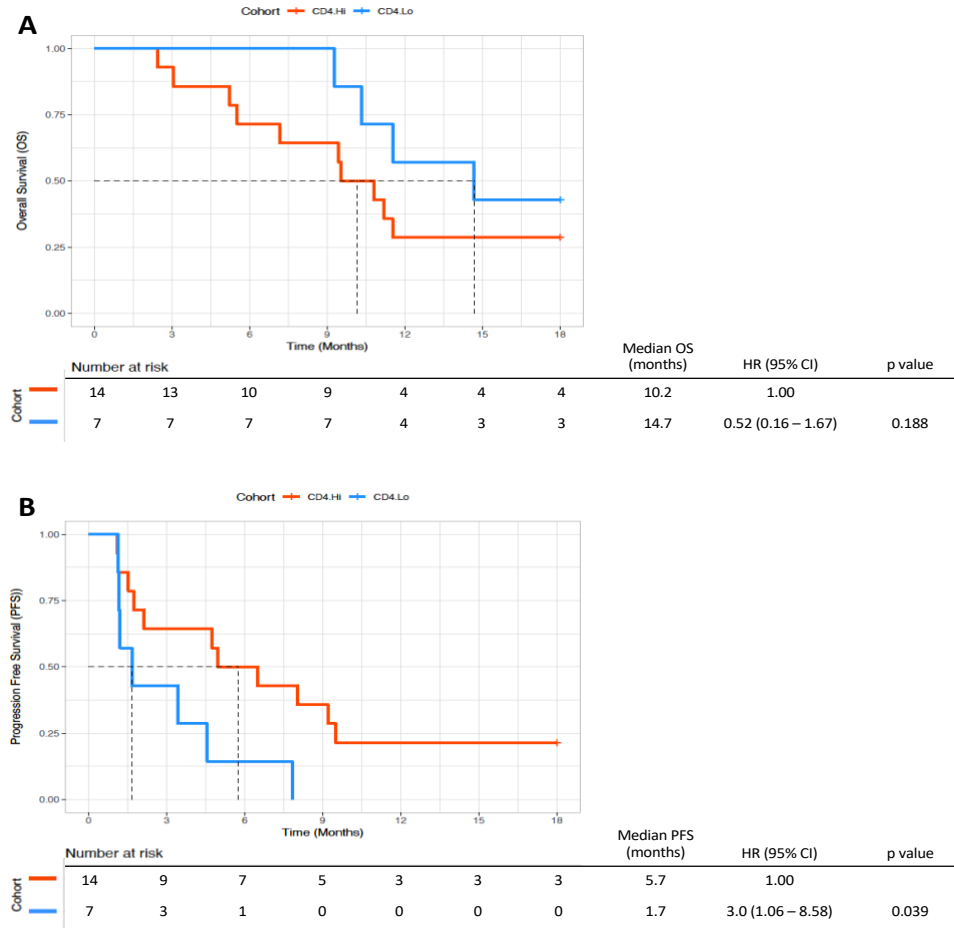 Cohort CD4.Hi CD4.Lo
A
1.00
0.75
0.50
0.25
0.00
Overall Survival (OS)
0 3 6 9 12 15 18
Time (Months)
Number at risk Median OS (months) HR (95% CI) p value
Cohort
14 13 10 9 4 4 4 10.2 1.00
7 7 7 7 4 3 3 14.7 0.52 (0.16 – 1.67) 0.188
Cohort CD4.Hi CD4.Lo
B
1.00
0.75
0.50
0.25
0.00
Progression Free Survival (PFS))
0 3 6 9 12 15 18
Time (Months)
Number at risk Median PFS (months) HR (95% CI) p value
Cohort
14 9 7 5 3 3 3 5.7 1.00
7 3 1 0 0 0 0 1.7 3.0 (1.06 – 8.58) 0.039